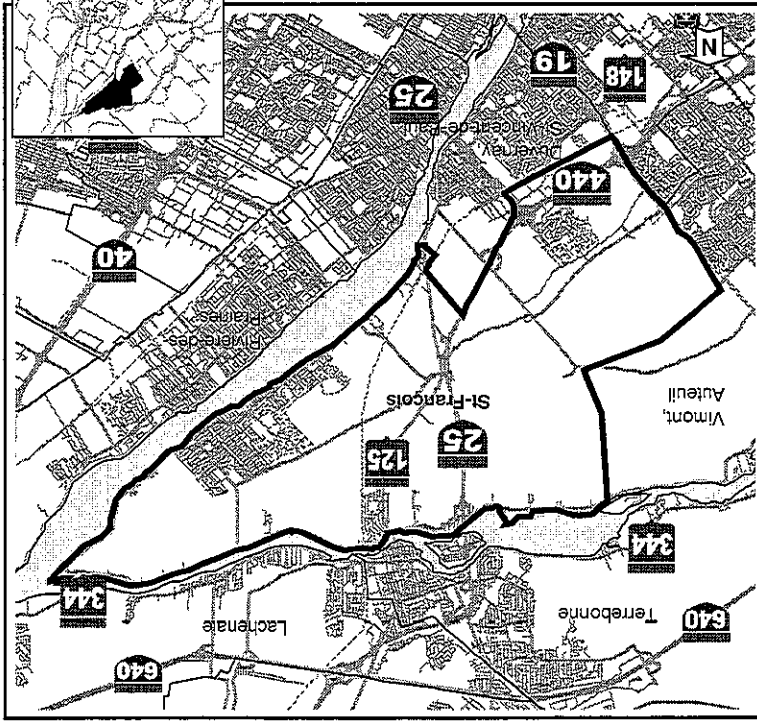 640
Lachenaie
640
Terrebonne
344
344
25
125
St-François
Vimont,
Auteuil
Rivière-des-
Prairies
40
440
Duvernay,
St-Vincent-de-Paul
25
148
19
N